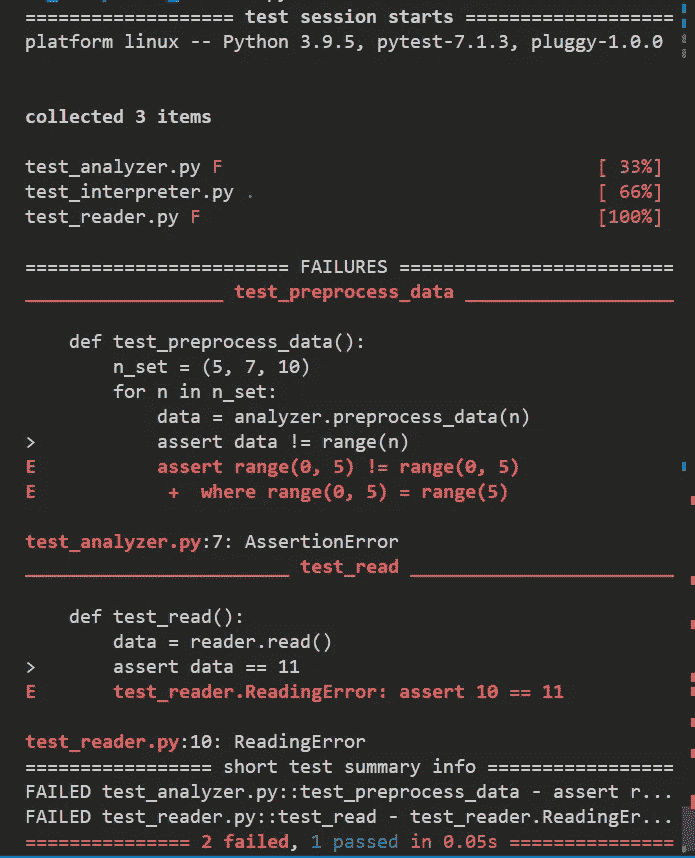 ================== test session starts ==================
platform linux -- Python 3.9.5, pytest-7.1.3, pluggy-1.0.0
collected 3 items
test_analyzer.py F [ 33%]
test_interpreter.py . [ 66%]
test_reader.py F [100%]
======================= FAILURES ========================
__________________ test_preprocess_data ___________________
def test_preprocess_data():
n_set = (5, 7, 10)
for n in n_set:
data = analyzer.preprocess_data(n)
> assert data != range(n)
E assert range(0, 5) != range(0, 5)
E + where range(0, 5) = range(5)
test_analyzer.py:7: AssertionError
________________________ test_read ________________________
def test_read():
data = reader.read()
> assert data == 11
E test_reader.ReadingError: assert 10 == 11
test_reader.py:10: ReadingError
================ short test summary info ================
FAILED test_analyzer.py::test_preprocess_data - assert r...
FAILED test_reader.py::test_read - test_reader.ReadingEr...
============== 2 failed, 1 passed in 0.05s ==============